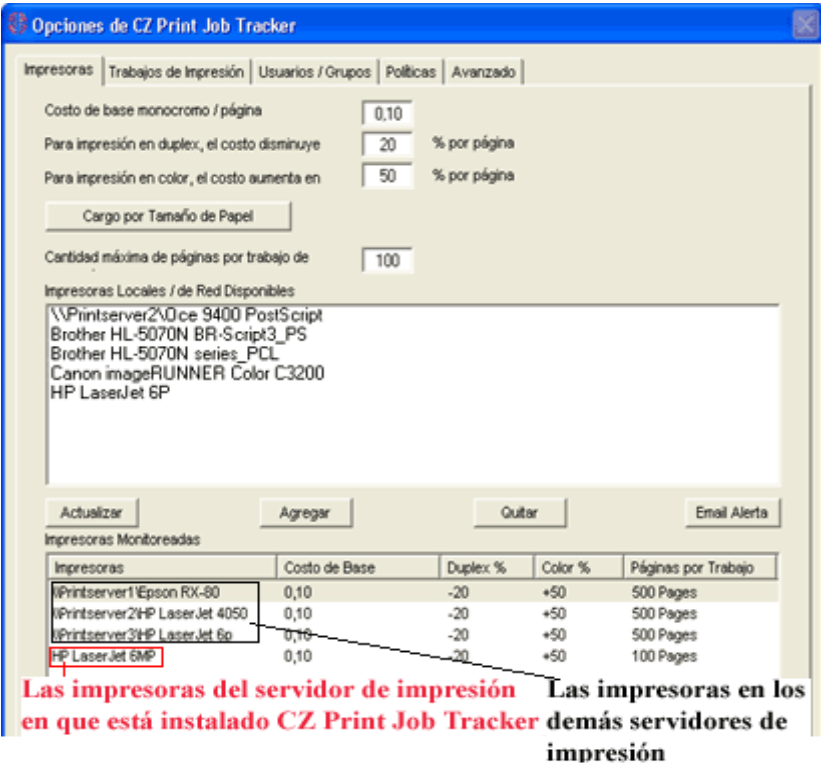 Opciones de CZ Print Job Tracker
Impresoras Trabajos de Impresión Usuarios / Grupos Políticas Avanzado
Costo de base monocromo / página 0,10
Para impresión en duplex, el costo disminuye 20 % por página
Para impresión en color, el costo aumenta en 50 % por página
Cargo por Tamaño de Papel
Cantidad máxima de páginas por trabajo de 100
Impresoras Locales / de Red Disponibles
\\Printserver2\Oce 9400 PostScript
Brother HL-5070N BR-Script3_PS
Brother HL-5070N series_PCL
Canon imageRUNNER Color C3200
HP LaserJet 6P
Actualizar Agregar Quitar Email Alerta
Impresoras Monitoreadas
Impresoras Costo de Base Duplex % Color % Páginas por Trabajo
\\Printserver1\Epson RX-80 0,10 -20 +50 500 Pages
\\Printserver2\HP LaserJet 4050 0,10 -20 +50 500 Pages
\\Printserver3\HP LaserJet 6p 0,10 -20 +50 500 Pages
HP LaserJet 6MP 0,10 -20 +50 100 Pages
Las impresoras del servidor de impresión
en que está instalado CZ Print Job Tracker
Las impresoras en los
demás servidores de
impresión